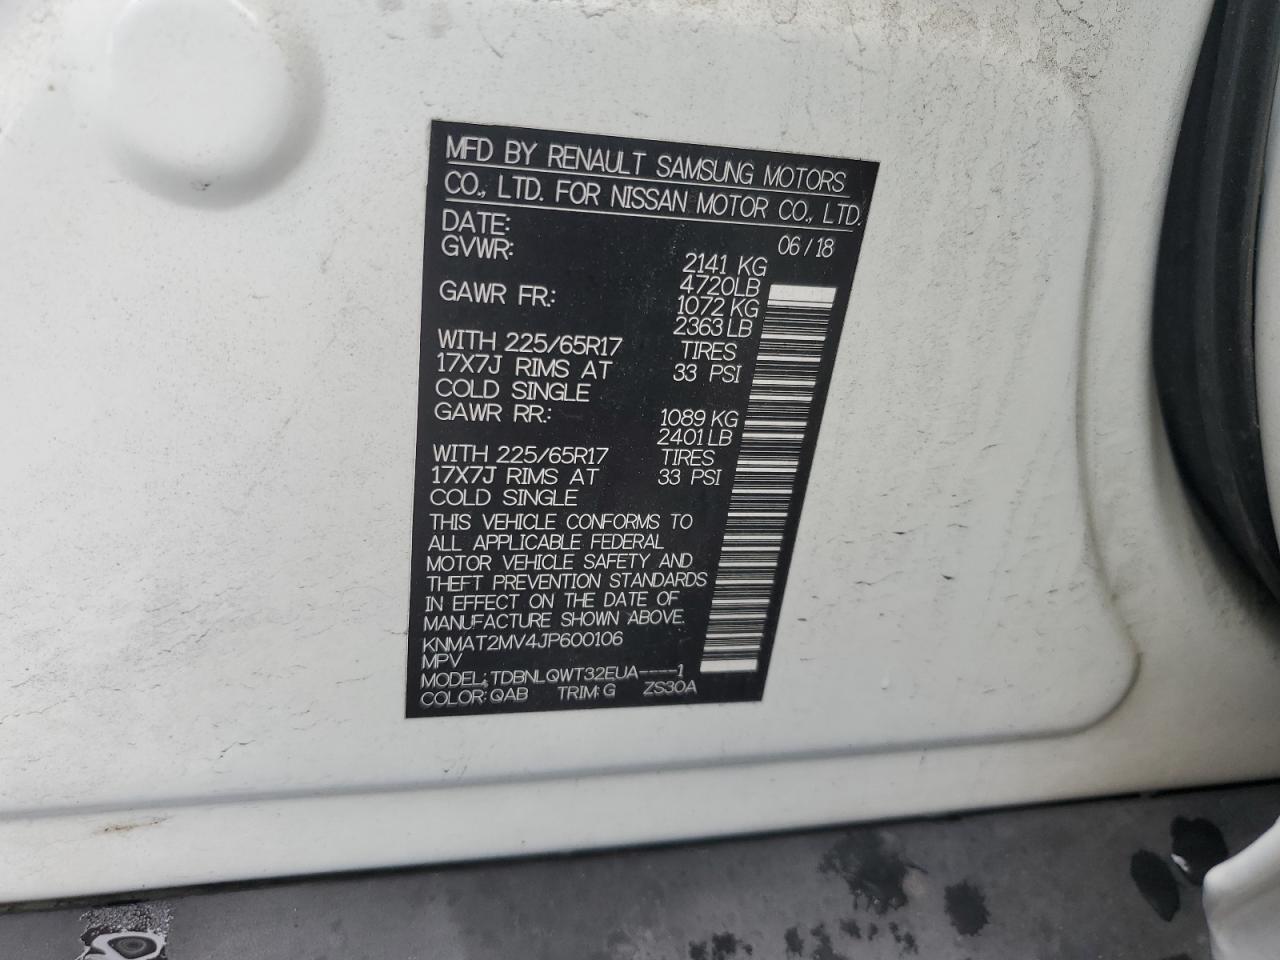 MFD BY RENAULT SAMSUNG MOTORS
CO., LTD. FOR NISSAN MOTOR CO., LTD.
DATE: 06/18
GVWR: 2141 KG
4720LB
GAWR FR.: 1072 KG
2363 LB
WITH 225/65R17 TIRES
17X7J RIMS AT 33 PSI
COLD SINGLE
GAWR RR.: 1089 KG
2401 LB
WITH 225/65R17 TIRES
17X7J RIMS AT 33 PSI
COLD SINGLE
THIS VEHICLE CONFORMS TO
ALL APPLICABLE FEDERAL
MOTOR VEHICLE SAFETY AND
THEFT PREVENTION STANDARDS
IN EFFECT ON THE DATE OF
MANUFACTURE SHOWN ABOVE.
KNMAT2MV4JP600106
MPV
MODEL: TDBNLQWT32EUA-----1
COLOR: QAB TRIM: G ZS30A